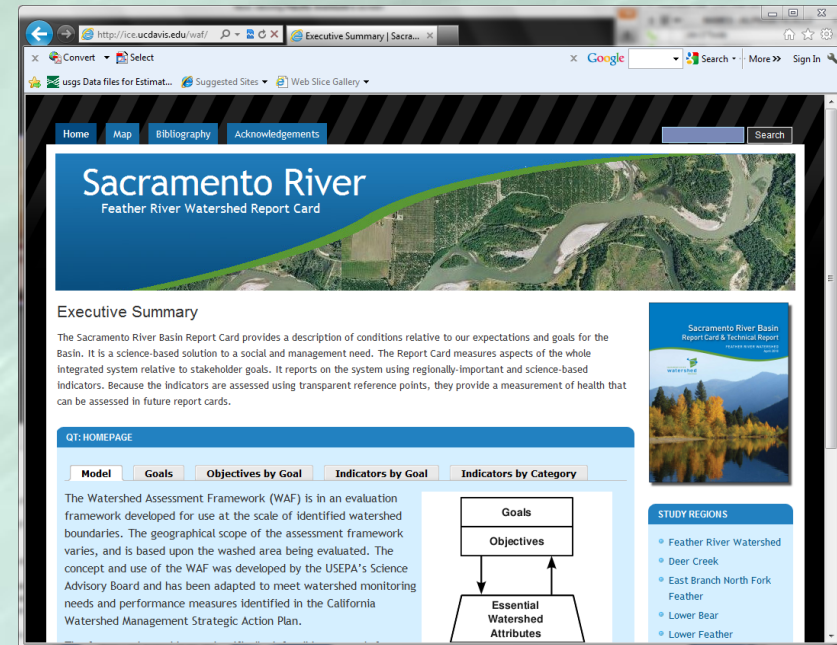 http://ice.ucdavis.edu/waf/
Executive Summary | Sacra...
x Convert Select
x Google Search More >> Sign In
usgs Data files for Estimat... Suggested Sites Web Slice Gallery
Home Map Bibliography Acknowledgements Search
Sacramento River
Feather River Watershed Report Card
Executive Summary
The Sacramento River Basin Report Card provides a description of conditions relative to our expectations and goals for the
Basin. It is a science-based solution to a social and management need. The Report Card measures aspects of the whole
integrated system relative to stakeholder goals. It reports on the system using regionally-important and science-based
indicators. Because the indicators are assessed using transparent reference points, they provide a measurement of health that
can be assessed in future report cards.
Sacramento River Basin
Report Card & Technical Report
watershed
QT: HOMEPAGE
Model Goals Objectives by Goal Indicators by Goal Indicators by Category
The Watershed Assessment Framework (WAF) is in an evaluation
framework developed for use at the scale of identified watershed
boundaries. The geographical scope of the assessment framework
varies, and is based upon the washed area being evaluated. The
concept and use of the WAF was developed by the USEPA's Science
Advisory Board and has been adapted to meet watershed monitoring
needs and performance measures identified in the California
Watershed Management Strategic Action Plan.
Goals
Objectives
Essential
Watershed
Attributes
STUDY REGIONS
Feather River Watershed
Deer Creek
East Branch North Fork
Feather
Lower Bear
Lower Feather